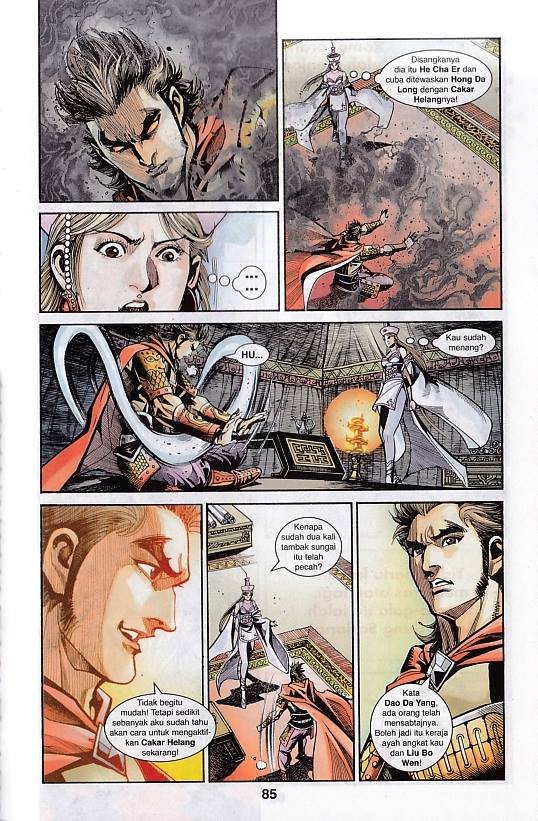 Disangkanya
dia itu He Cha Er dan
cuba ditewaskan Hong Da
Long dengan Cakar
Helangnya!
...
...
HU...
Kau sudah
menang?
Tidak begitu
mudah! Tetapi sedikit
sebanyak aku sudah tahu
akan cara untuk mengaktif-
kan Cakar Helang
sekarang!
Kenapa
sudah dua kali
tambak sungai
itu telah
pecah?
Kata
Dao Da Yang,
ada orang telah
mensabtajnya.
Boleh jadi itu keraja
ayah angkat kau
dan Liu Bo
Wen!
85